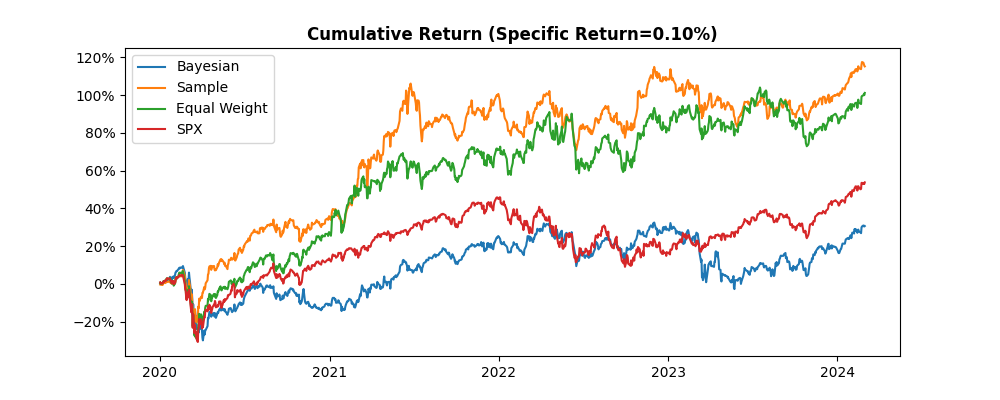 Cumulative Return (Specific Return=0.10%)
120%
100%
80%
60%
40%
20%
0%
−20%
Bayesian
Sample
Equal Weight
SPX
2020
2021
2022
2023
2024